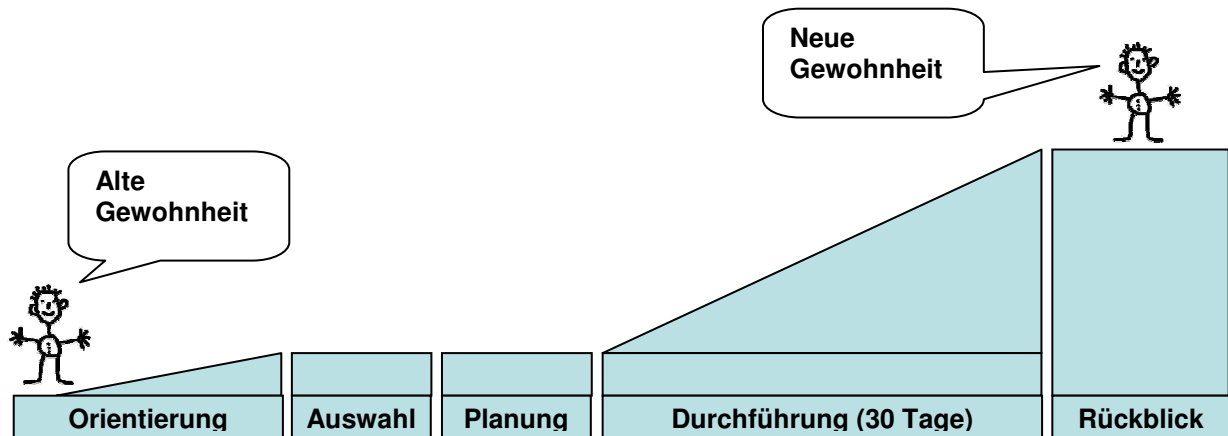 Neue
Gewohnheit
Alte
Gewohnheit
Orientierung
Auswahl
Planung
Durchführung (30 Tage)
Rückblick